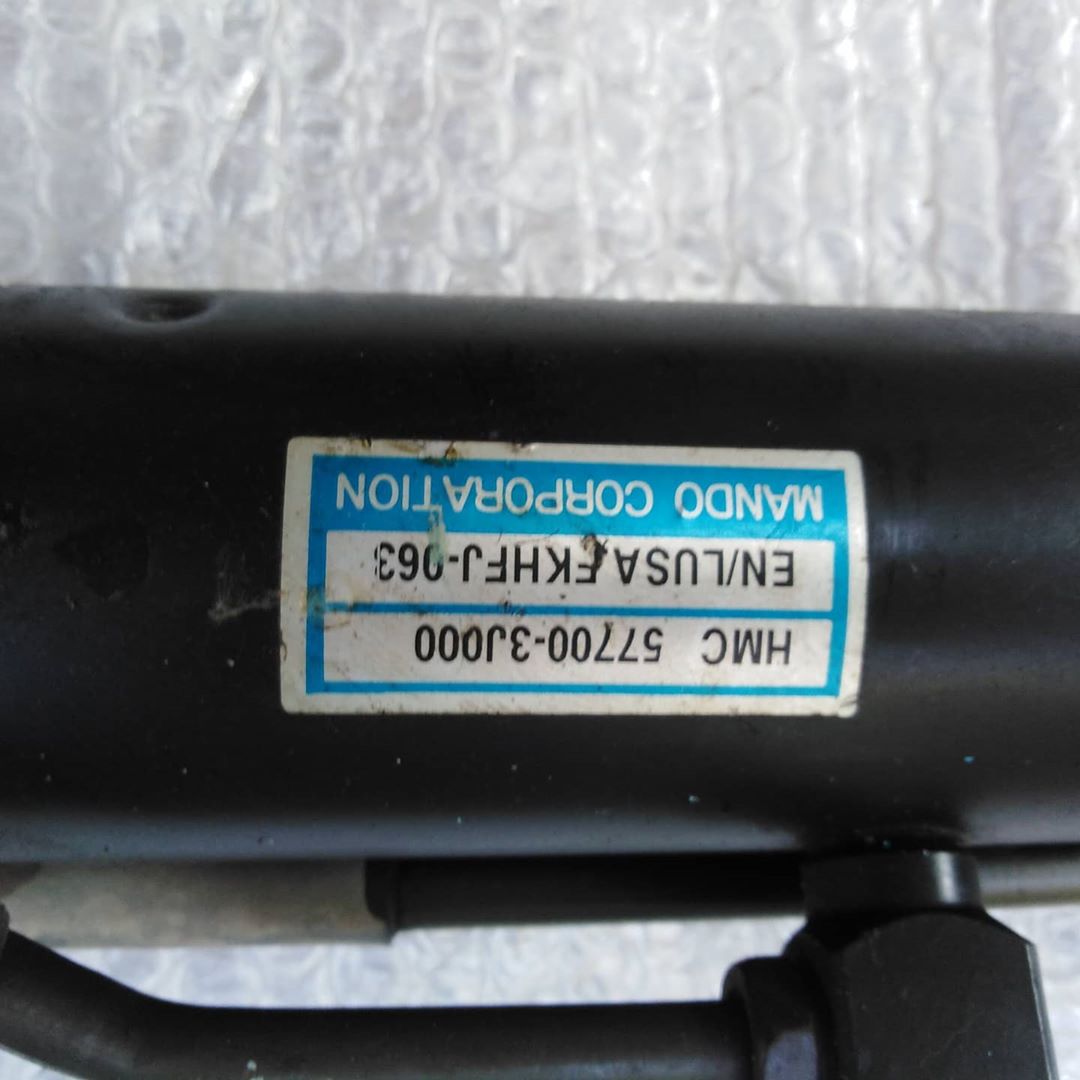 HMC 57700-3J000
EN/LUSA FKHFJ-063
MANDO CORPORATION